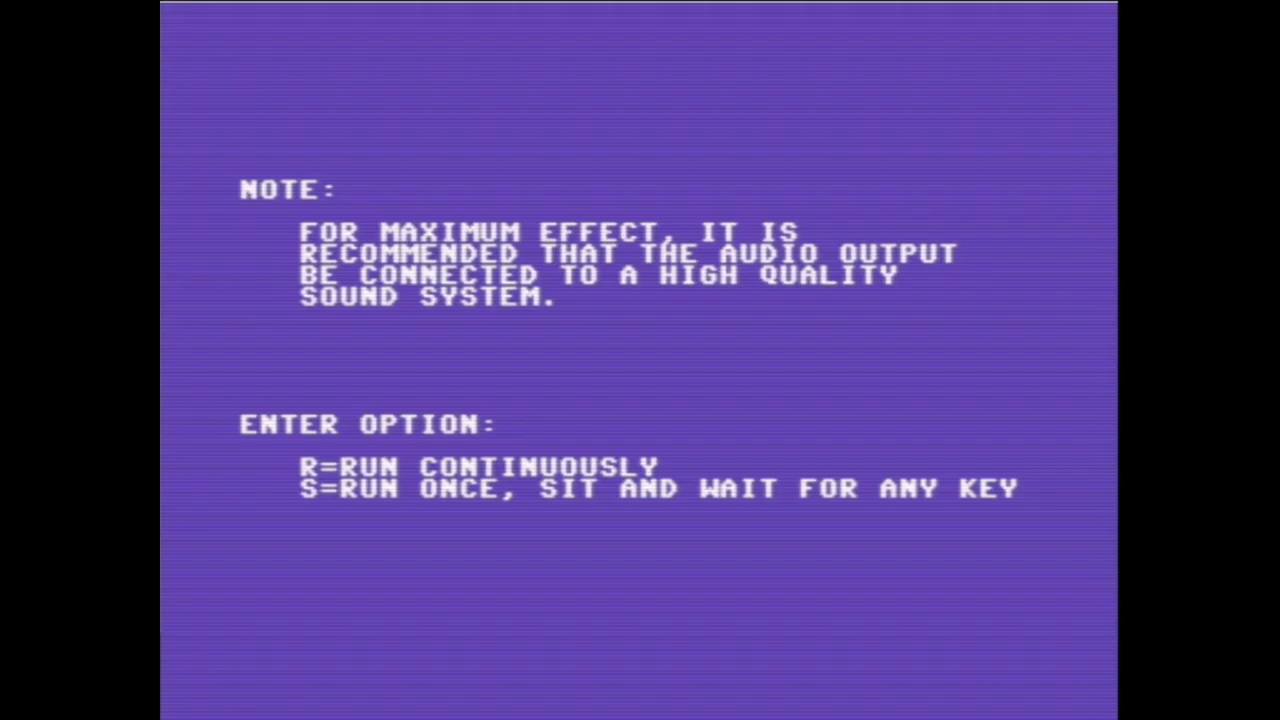 NOTE:
FOR MAXIMUM EFFECT, IT IS
RECOMMENDED THAT THE AUDIO OUTPUT
BE CONNECTED TO A HIGH QUALITY
SOUND SYSTEM.
ENTER OPTION:
R=RUN CONTINUOUSLY
S=RUN ONCE, SIT AND WAIT FOR ANY KEY